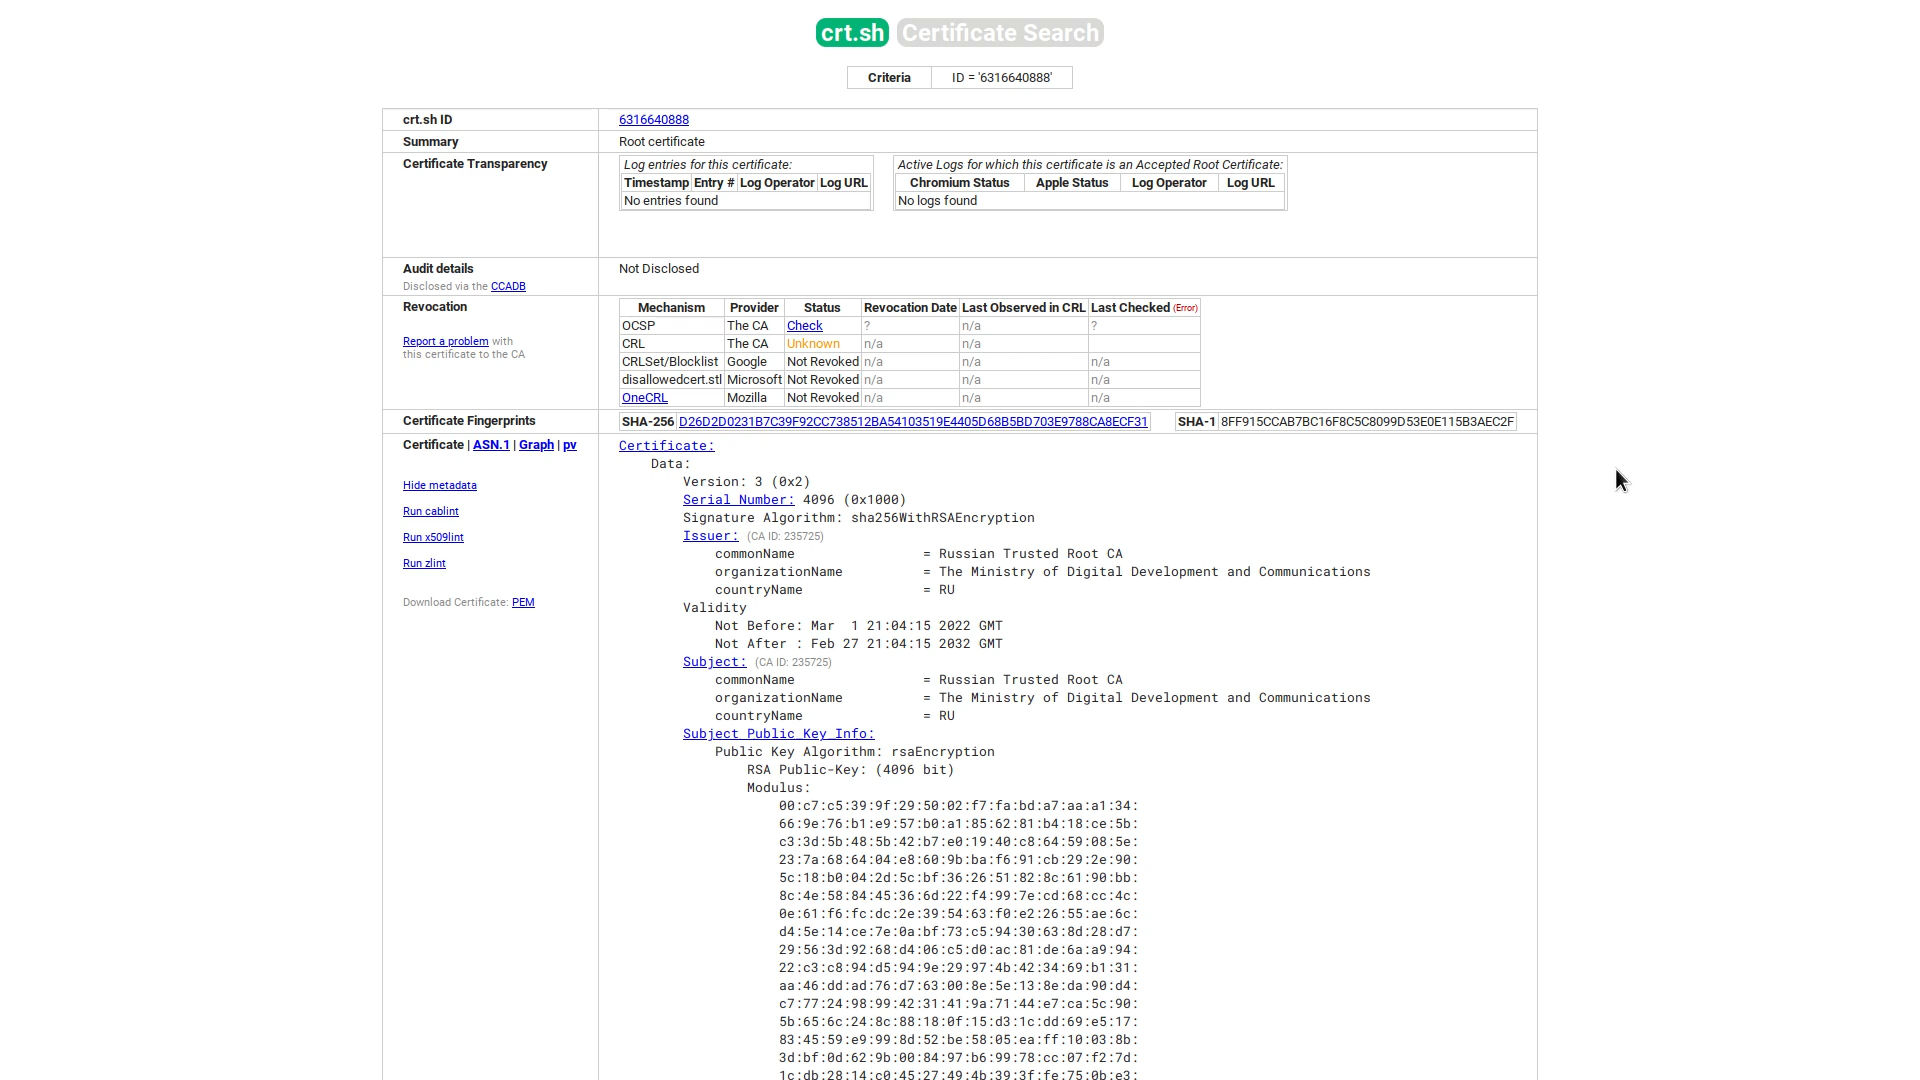 crt.sh Certificate Search
Criteria ID = '6316640888'
crt.sh ID 6316640888
Summary Root certificate
Certificate Transparency
Log entries for this certificate:
Timestamp Entry # Log Operator Log URL
No entries found
Active Logs for which this certificate is an Accepted Root Certificate:
Chromium Status Apple Status Log Operator Log URL
No logs found
Audit details Not Disclosed
Disclosed via the CCADB
Revocation
Report a problem with
this certificate to the CA
Mechanism Provider Status Revocation Date Last Observed in CRL Last Checked (Error)
OCSP The CA Check ? n/a ?
CRL The CA Unknown n/a n/a
CRLSet/Blocklist Google Not Revoked n/a n/a n/a
disallowedcert.stl Microsoft Not Revoked n/a n/a n/a
OneCRL Mozilla Not Revoked n/a n/a n/a
Certificate Fingerprints SHA-256 D26D2D0231B7C39F92CC738512BA54103519E4405D68B5BD703E9788CA8ECF31 SHA-1 8FF915CCAB7BC16F8C5C8099D53E0E115B3AEC2F
Certificate | ASN.1 | Graph | pv
Hide metadata
Run cablint
Run x509lint
Run zlint
Download Certificate: PEM
Certificate:
Data:
Version: 3 (0x2)
Serial Number: 4096 (0x1000)
Signature Algorithm: sha256WithRSAEncryption
Issuer: (CA ID: 235725)
commonName = Russian Trusted Root CA
organizationName = The Ministry of Digital Development and Communications
countryName = RU
Validity
Not Before: Mar  1 21:04:15 2022 GMT
Not After : Feb 27 21:04:15 2032 GMT
Subject: (CA ID: 235725)
commonName = Russian Trusted Root CA
organizationName = The Ministry of Digital Development and Communications
countryName = RU
Subject Public Key Info:
Public Key Algorithm: rsaEncryption
RSA Public-Key: (4096 bit)
Modulus:
00:c7:c5:39:9f:29:50:02:f7:fa:bd:a7:aa:a1:34:
66:9e:76:b1:e9:57:b0:a1:85:62:81:b4:18:ce:5b:
c3:3d:5b:48:5b:42:b7:e0:19:40:c8:64:59:08:5e:
23:7a:68:64:04:e8:60:9b:ba:f6:91:cb:29:2e:90:
5c:18:b0:04:2d:5c:bf:36:26:51:82:8c:61:90:bb:
8c:4e:58:84:45:36:6d:22:f4:99:7e:cd:68:cc:4c:
0e:61:f6:fc:dc:2e:39:54:63:f0:e2:26:55:ae:6c:
d4:5e:14:ce:7e:0a:bf:73:c5:94:30:63:8d:28:d7:
29:56:3d:92:68:d4:06:c5:d0:ac:81:de:6a:a9:94:
22:c3:c8:94:d5:94:9e:29:97:4b:42:34:69:b1:31:
aa:46:dd:ad:76:d7:63:00:8e:5e:13:8e:da:90:d4:
c7:77:24:98:99:42:31:41:9a:71:44:e7:ca:5c:90:
5b:65:6c:24:8c:88:18:0f:15:d3:1c:dd:69:e5:17:
83:45:59:e9:99:8d:52:be:58:05:ea:ff:10:03:8b:
3d:bf:0d:62:9b:00:84:97:b6:99:78:cc:07:f2:7d:
1c:db:28:14:c0:45:27:49:4b:39:3f:fe:75:0b:e3: